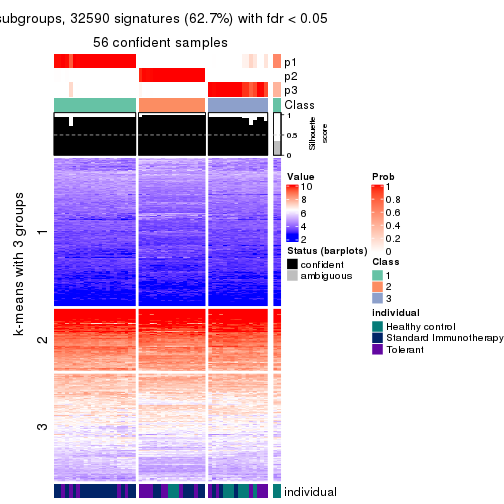 subgroups, 32590 signatures (62.7%) with fdr < 0.05
56 confident samples
p1
p2
p3
Class
1
0.5
0
Silhouette
score
k-means with 3 groups
1
2
3
individual
Value
10
8
6
4
2
Status (barplots)
confident
ambiguous
Prob
1
0.8
0.6
0.4
0.2
0
Class
1
2
3
individual
Healthy control
Standard Immunotherapy
Tolerant